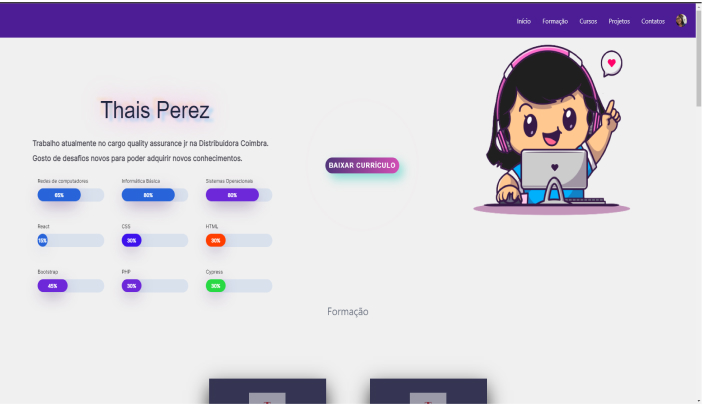 Início Formação Cursos Projetos Contatos
Thais Perez
Trabalho atualmente no cargo quality assurance jr na Distribuidora Coimbra.
Gosto de desafios novos para poder adquirir novos conhecimentos.
BAIXAR CURRÍCULO
Redes de computadores Informática Básica Sistemas Operacionais
65% 80% 80%
React CSS HTML
15% 30% 30%
Bootstrap PHP Cypress
45% 30% 30%
Formação